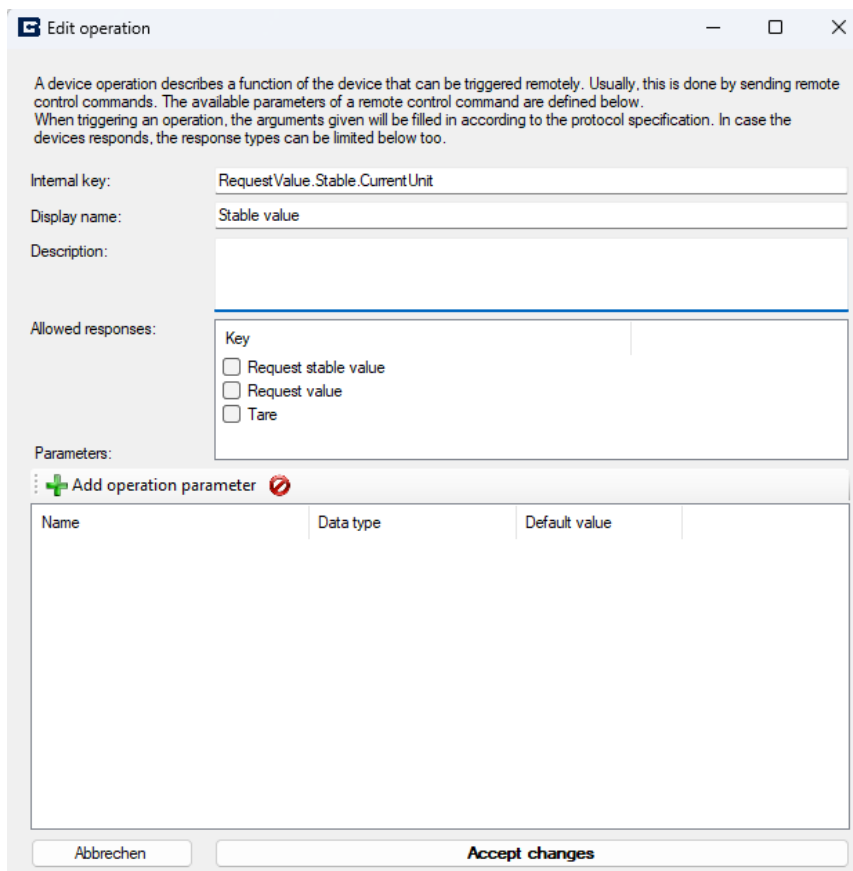 Edit operation
A device operation describes a function of the device that can be triggered remotely. Usually, this is done by sending remote
control commands. The available parameters of a remote control command are defined below.
When triggering an operation, the arguments given will be filled in according to the protocol specification. In case the
devices responds, the response types can be limited below too.
Internal key: RequestValue.Stable.CurrentUnit
Display name: Stable value
Description:
Allowed responses:
Key
Request stable value
Request value
Tare
Parameters:
Add operation parameter
Name Data type Default value
Abbrechen Accept changes